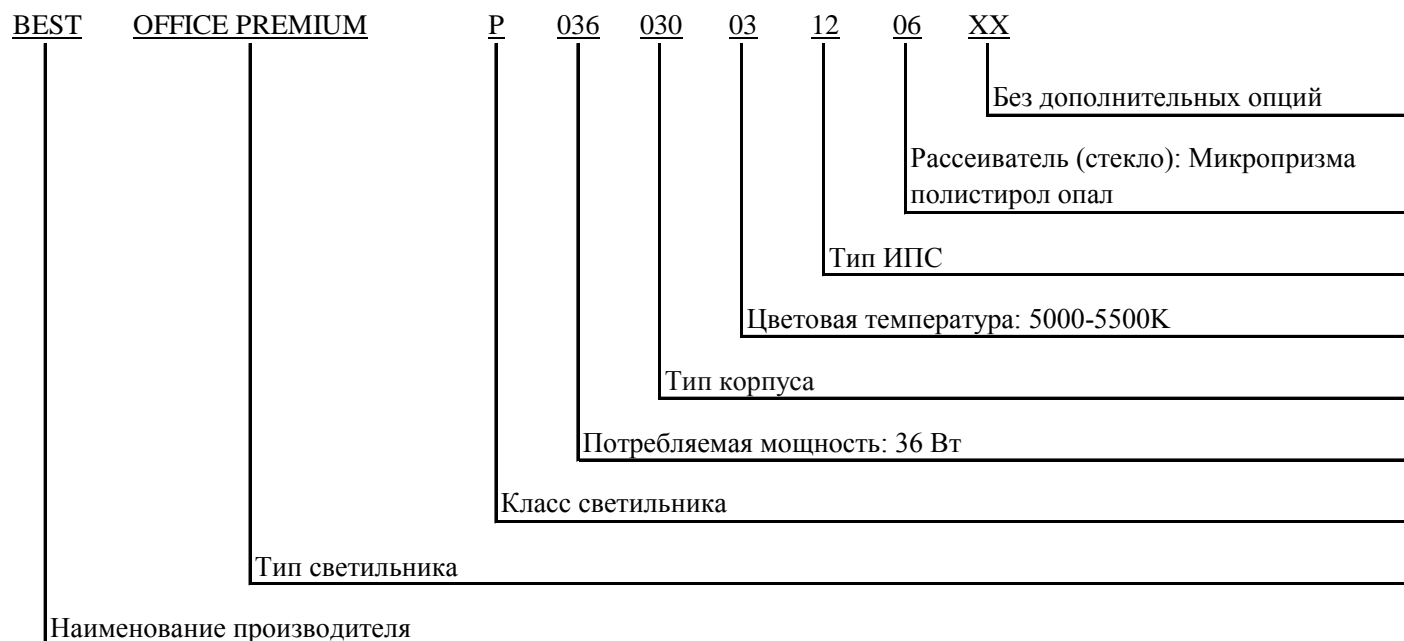 BEST OFFICE PREMIUM P 036 030 03 12 06 XX
Без дополнительных опций
Рассеиватель (стекло): Микропризма
полистирол опал
Тип ИПС
Цветовая температура: 5000-5500K
Тип корпуса
Потребляемая мощность: 36 Вт
Класс светильника
Тип светильника
Наименование производителя